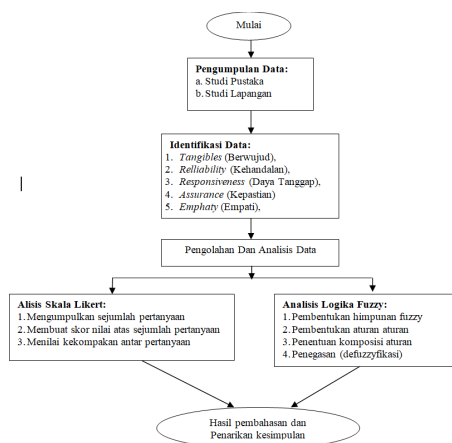 Mulai
Pengumpulan Data:
a. Studi Pustaka
b. Studi Lapangan
Identifikasi Data:
1. Tangibles (Berwujud),
2. Relliability (Kehandalan),
3. Responsiveness (Daya Tanggap),
4. Assurance (Kepastian)
5. Emphaty (Empati),
Pengolahan Dan Analisis Data
Alisis Skala Likert:
1.Mengumpulkan sejumlah pertanyaan
2.Membuat skor nilai atas sejumlah pertanyaan
3.Menilai kekompakan antar pertanyaan
Analisis Logika Fuzzy:
1.Pembentukan himpunan fuzzy
2.Pembentukan aturan aturan
3.Penentuan komposisi aturan
4.Penegasan (defuzzyfikasi)
Hasil pembahasan dan
Penarikan kesimpulan